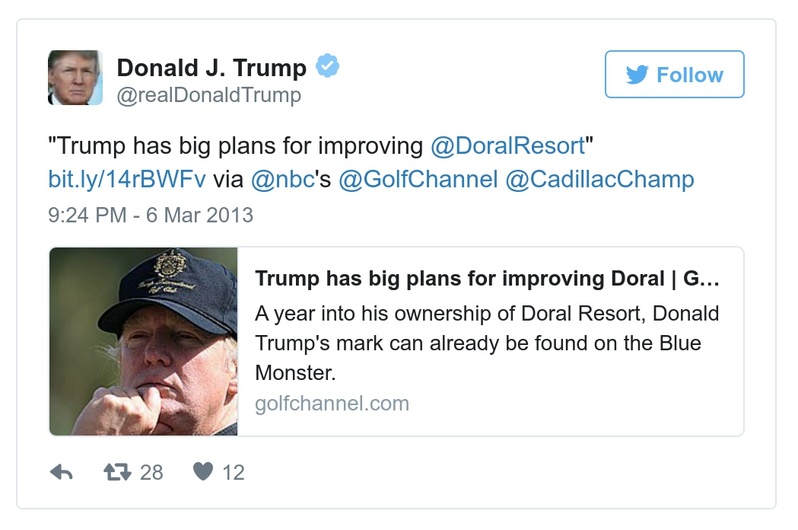 Donald J. Trump
@realDonaldTrump
Follow
"Trump has big plans for improving @DoralResort"
bit.ly/14rBWFv via @nbc's @GolfChannel @CadillacChamp
9:24 PM - 6 Mar 2013
Trump has big plans for improving Doral | G...
A year into his ownership of Doral Resort, Donald
Trump's mark can already be found on the Blue
Monster.
golfchannel.com
28
12